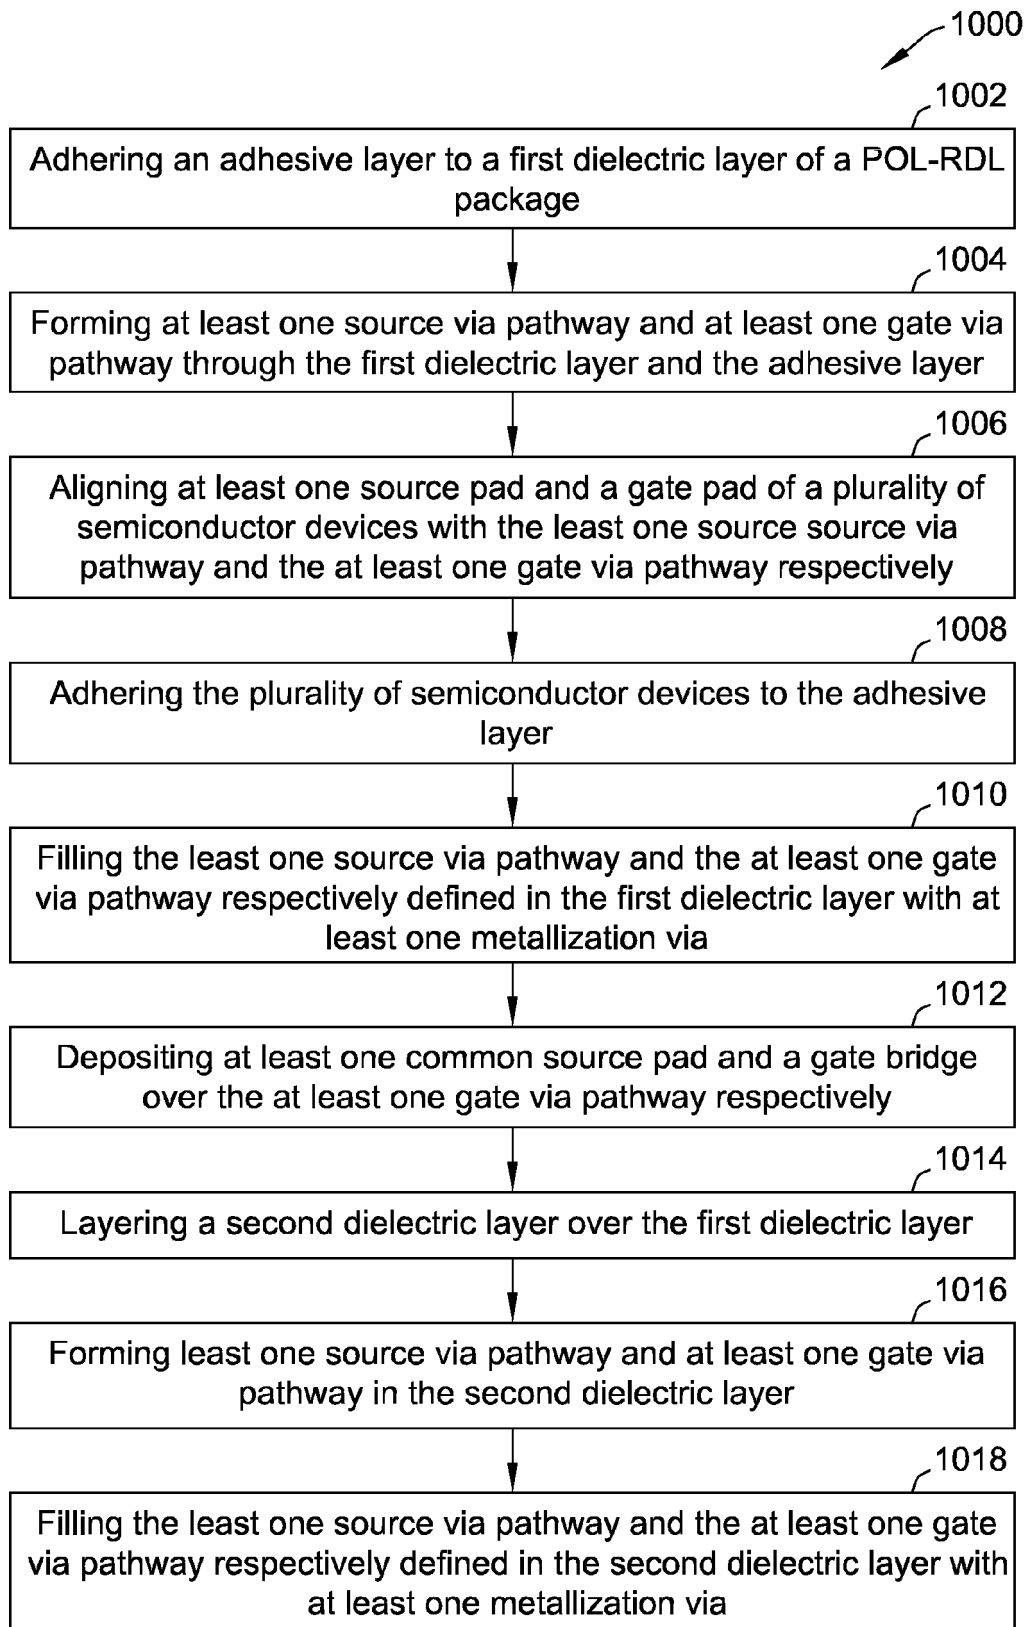 1000
1002
Adhering an adhesive layer to a first dielectric layer of a POL-RDL
package
1004
Forming at least one source via pathway and at least one gate via
pathway through the first dielectric layer and the adhesive layer
1006
Aligning at least one source pad and a gate pad of a plurality of
semiconductor devices with the least one source source via
pathway and the at least one gate via pathway respectively
1008
Adhering the plurality of semiconductor devices to the adhesive
layer
1010
Filling the least one source via pathway and the at least one gate
via pathway respectively defined in the first dielectric layer with at
least one metallization via
1012
Depositing at least one common source pad and a gate bridge
over the at least one gate via pathway respectively
1014
Layering a second dielectric layer over the first dielectric layer
1016
Forming least one source via pathway and at least one gate via
pathway in the second dielectric layer
1018
Filling the least one source via pathway and the at least one gate
via pathway respectively defined in the second dielectric layer with
at least one metallization via